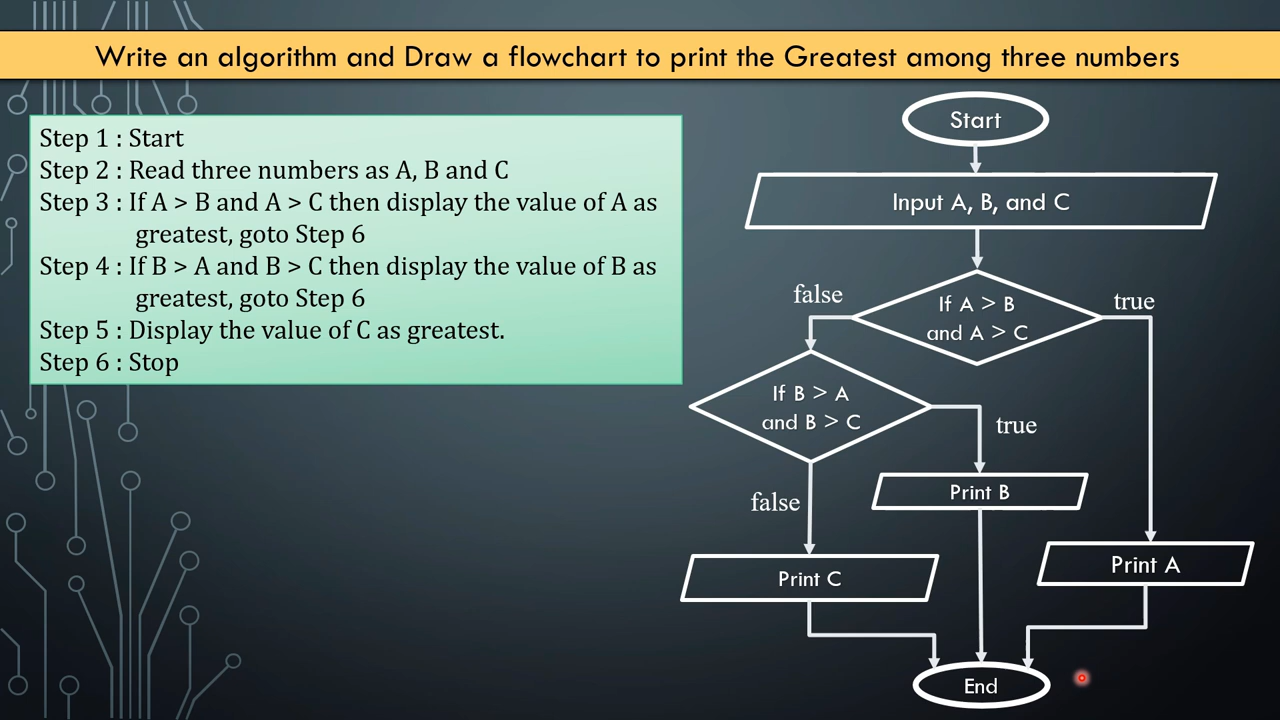 Write an algorithm and Draw a flowchart to print the Greatest among three numbers
Step 1 : Start
Step 2 : Read three numbers as A, B and C
Step 3 : If A > B and A > C then display the value of A as
greatest, goto Step 6
Step 4 : If B > A and B > C then display the value of B as
greatest, goto Step 6
Step 5 : Display the value of C as greatest.
Step 6 : Stop
Start
Input A, B, and C
If A > B
and A > C
false
true
If B > A
and B > C
true
false
Print B
Print C
Print A
End